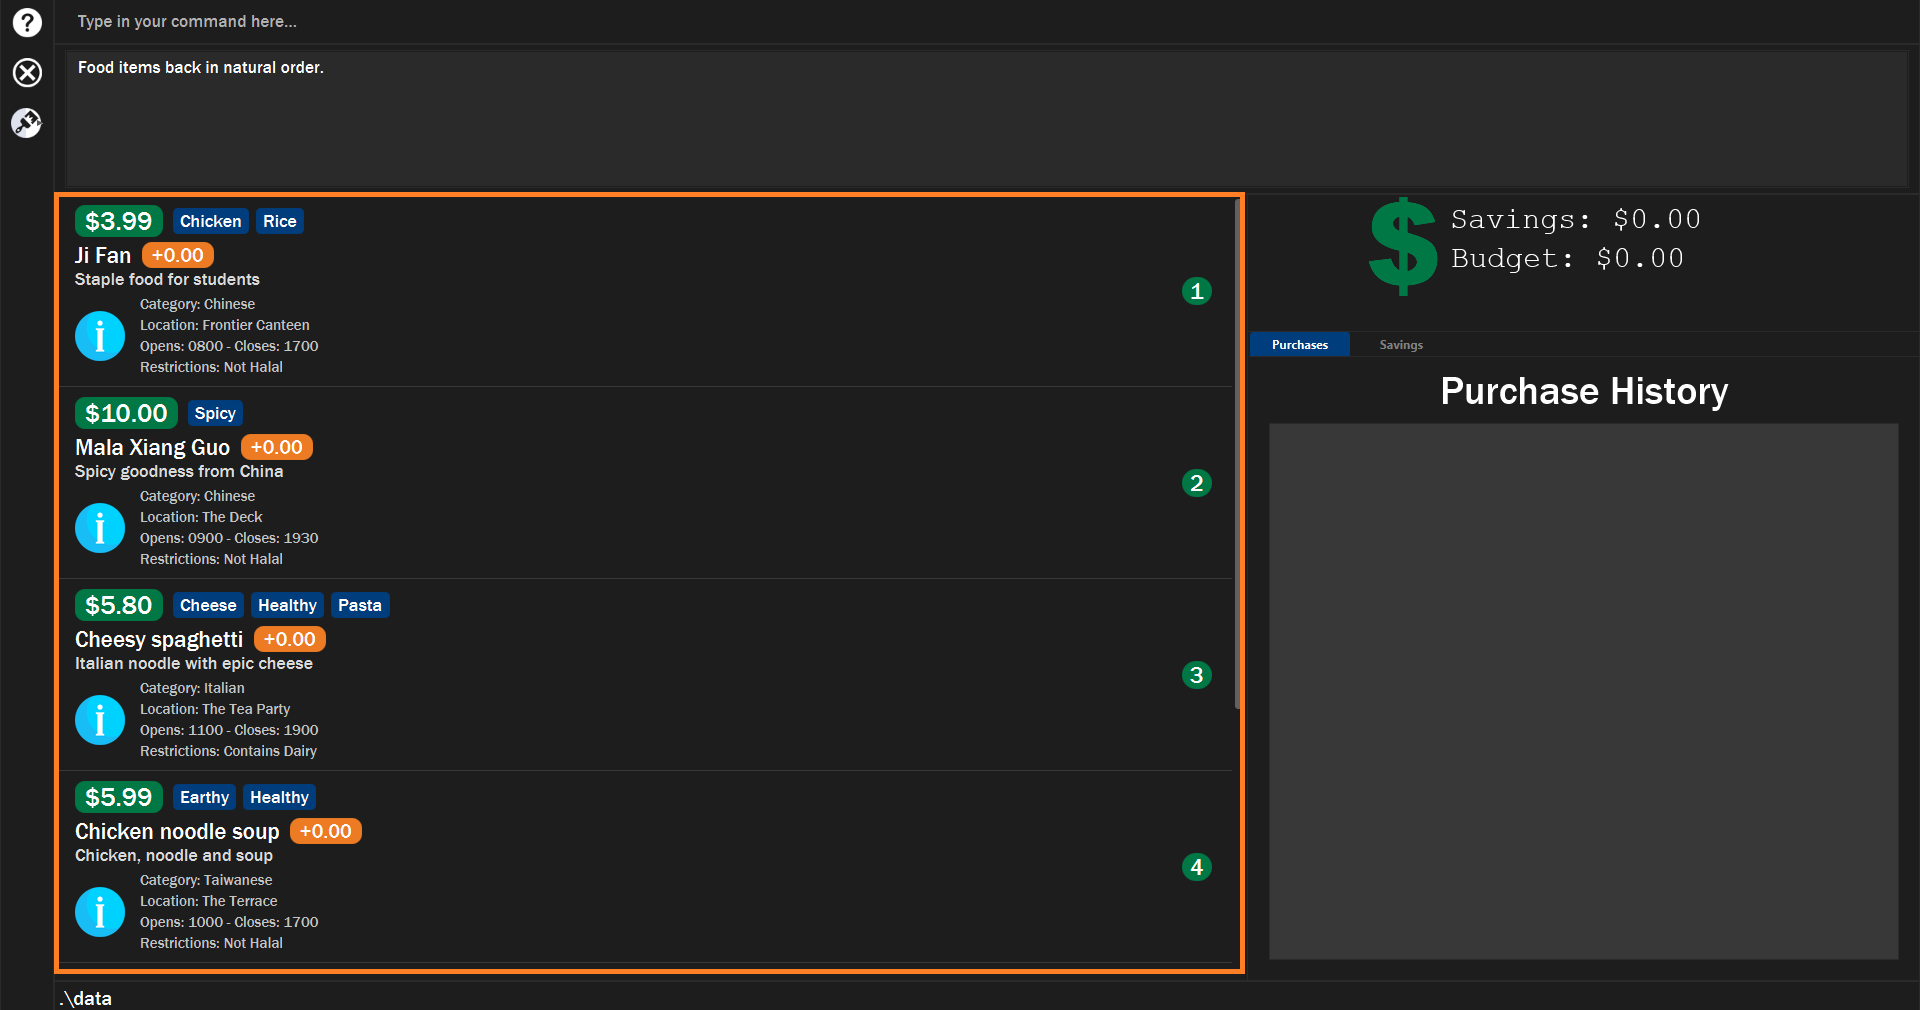 Type in your command here...
Food items back in natural order.
$3.99 Chicken Rice
Ji Fan +0.00
Staple food for students
Category: Chinese
Location: Frontier Canteen
Opens: 0800 - Closes: 1700
Restrictions: Not Halal
1
$10.00 Spicy
Mala Xiang Guo +0.00
Spicy goodness from China
Category: Chinese
Location: The Deck
Opens: 0900 - Closes: 1930
Restrictions: Not Halal
2
$5.80 Cheese Healthy Pasta
Cheesy spaghetti +0.00
Italian noodle with epic cheese
Category: Italian
Location: The Tea Party
Opens: 1100 - Closes: 1900
Restrictions: Contains Dairy
3
$5.99 Earthy Healthy
Chicken noodle soup +0.00
Chicken, noodle and soup
Category: Taiwanese
Location: The Terrace
Opens: 1000 - Closes: 1700
Restrictions: Not Halal
4
$
Savings: $0.00
Budget: $0.00
Purchases Savings
Purchase History
.\data